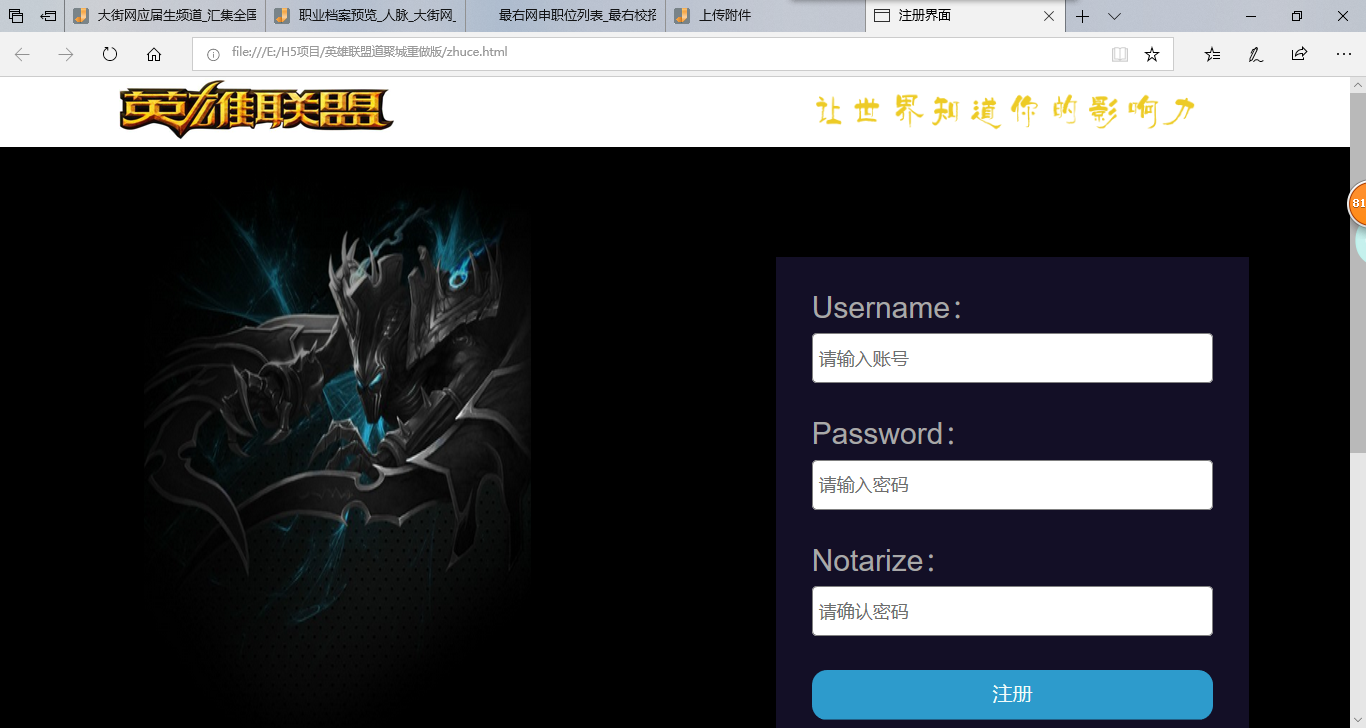 大街网应届生频道_汇集全国
职业档案预览_人脉_大街网_
最右网申职位列表_最右校招
上传附件
注册界面
file:///E:/H5项目/英雄联盟道聚城重做版/zhuce.html
英雄联盟
让世界知道你的影响力
81
Username：
请输入账号
Password：
请输入密码
Notarize：
请确认密码
注册